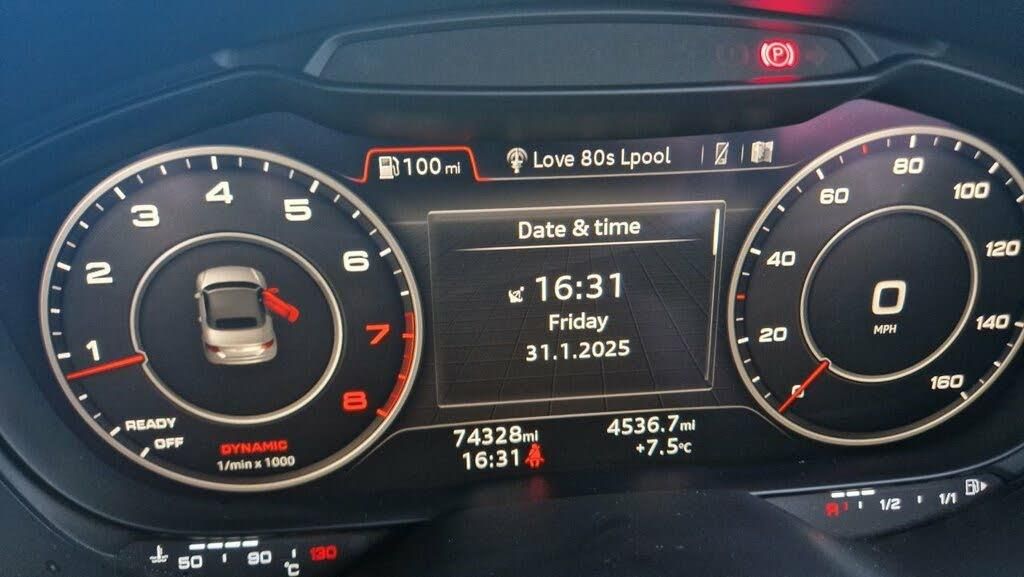 P
100 mi
Love 80s Lpool
Date & time
16:31
Friday
31.1.2025
1
2
3
4
5
6
7
8
READY
OFF
DYNAMIC
1/min x 1000
0
20
40
60
80
100
120
140
160
0
MPH
74328mi
16:31
4536.7mi
+7.5°C
50
90
130
°C
R
1/2
1/1